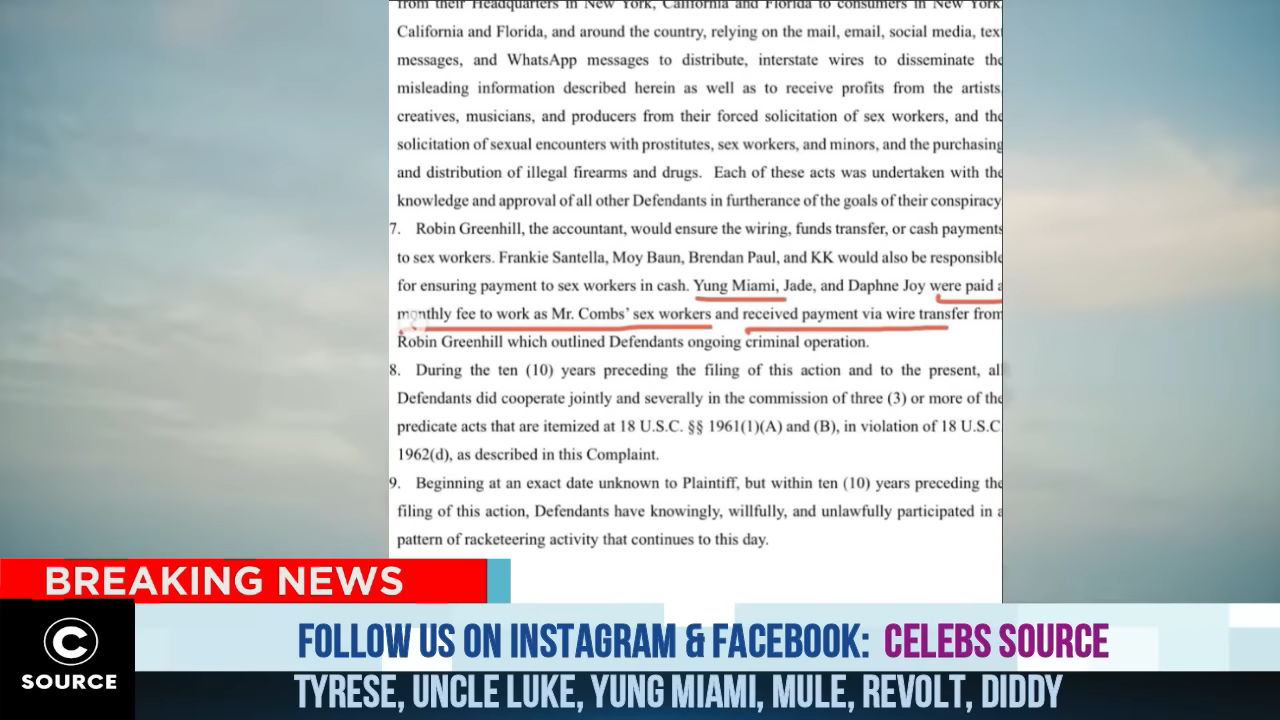 from their Headquarters in New York, California and Florida to consumers in New York
California and Florida, and around the country, relying on the mail, email, social media, text
messages, and WhatsApp messages to distribute, interstate wires to disseminate the
misleading information described herein as well as to receive profits from the artists
creatives, musicians, and producers from their forced solicitation of sex workers, and the
solicitation of sexual encounters with prostitutes, sex workers, and minors, and the purchasing
and distribution of illegal firearms and drugs. Each of these acts was undertaken with the
knowledge and approval of all other Defendants in furtherance of the goals of their conspiracy
7. Robin Greenhill, the accountant, would ensure the wiring, funds transfer, or cash payments
to sex workers. Frankie Santella, Moy Baun, Brendan Paul, and KK would also be responsible
for ensuring payment to sex workers in cash. Yung Miami, Jade, and Daphne Joy were paid a
monthly fee to work as Mr. Combs' sex workers and received payment via wire transfer from
Robin Greenhill which outlined Defendants ongoing criminal operation.
8. During the ten (10) years preceding the filing of this action and to the present, al
Defendants did cooperate jointly and severally in the commission of three (3) or more of the
predicate acts that are itemized at 18 U.S.C. §§ 1961(1)(A) and (B), in violation of 18 U.S.C
1962(d), as described in this Complaint.
9. Beginning at an exact date unknown to Plaintiff, but within ten (10) years preceding the
filing of this action, Defendants have knowingly, willfully, and unlawfully participated in a
pattern of racketeering activity that continues to this day.
BREAKING NEWS
C
SOURCE
FOLLOW US ON INSTAGRAM & FACEBOOK: CELEBS SOURCE
TYRESE, UNCLE LUKE, YUNG MIAMI, MULE, REVOLT, DIDDY